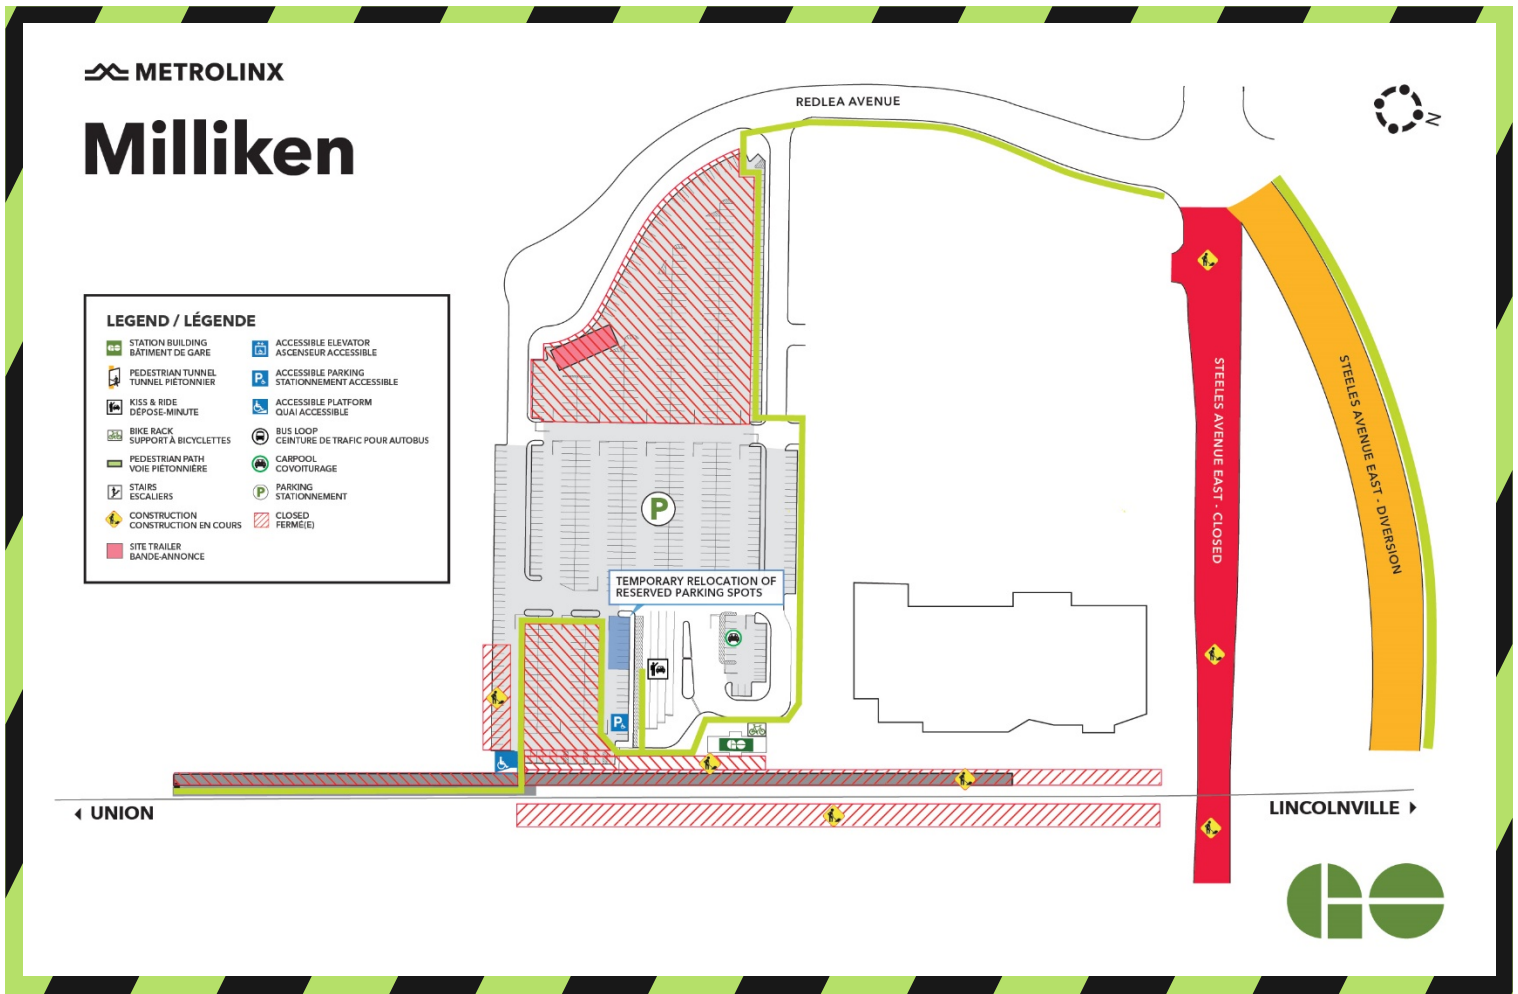 METROLINX
Milliken
REDLEA AVENUE
N
LEGEND / LÉGENDE
STATION BUILDING
BÂTIMENT DE GARE
PEDESTRIAN TUNNEL
TUNNEL PIÉTONNIER
KISS & RIDE
DÉPOSE-MINUTE
BIKE RACK
SUPPORT À BICYCLETTES
PEDESTRIAN PATH
VOIE PIÉTONNIÈRE
STAIRS
ESCALIERS
CONSTRUCTION
CONSTRUCTION EN COURS
SITE TRAILER
BANDE-ANNONCE
ACCESSIBLE ELEVATOR
ASCENSEUR ACCESSIBLE
P
ACCESSIBLE PARKING
STATIONNEMENT ACCESSIBLE
ACCESSIBLE PLATFORM
QUAI ACCESSIBLE
BUS LOOP
CEINTURE DE TRAFIC POUR AUTOBUS
CARPOOL
COVOITURAGE
P
PARKING
STATIONNEMENT
CLOSED
FERMÉ(E)
P
TEMPORARY RELOCATION OF
RESERVED PARKING SPOTS
P
GO
STEELES AVENUE EAST - CLOSED
STEELES AVENUE EAST - DIVERSION
UNION
LINCOLNVILLE
GO